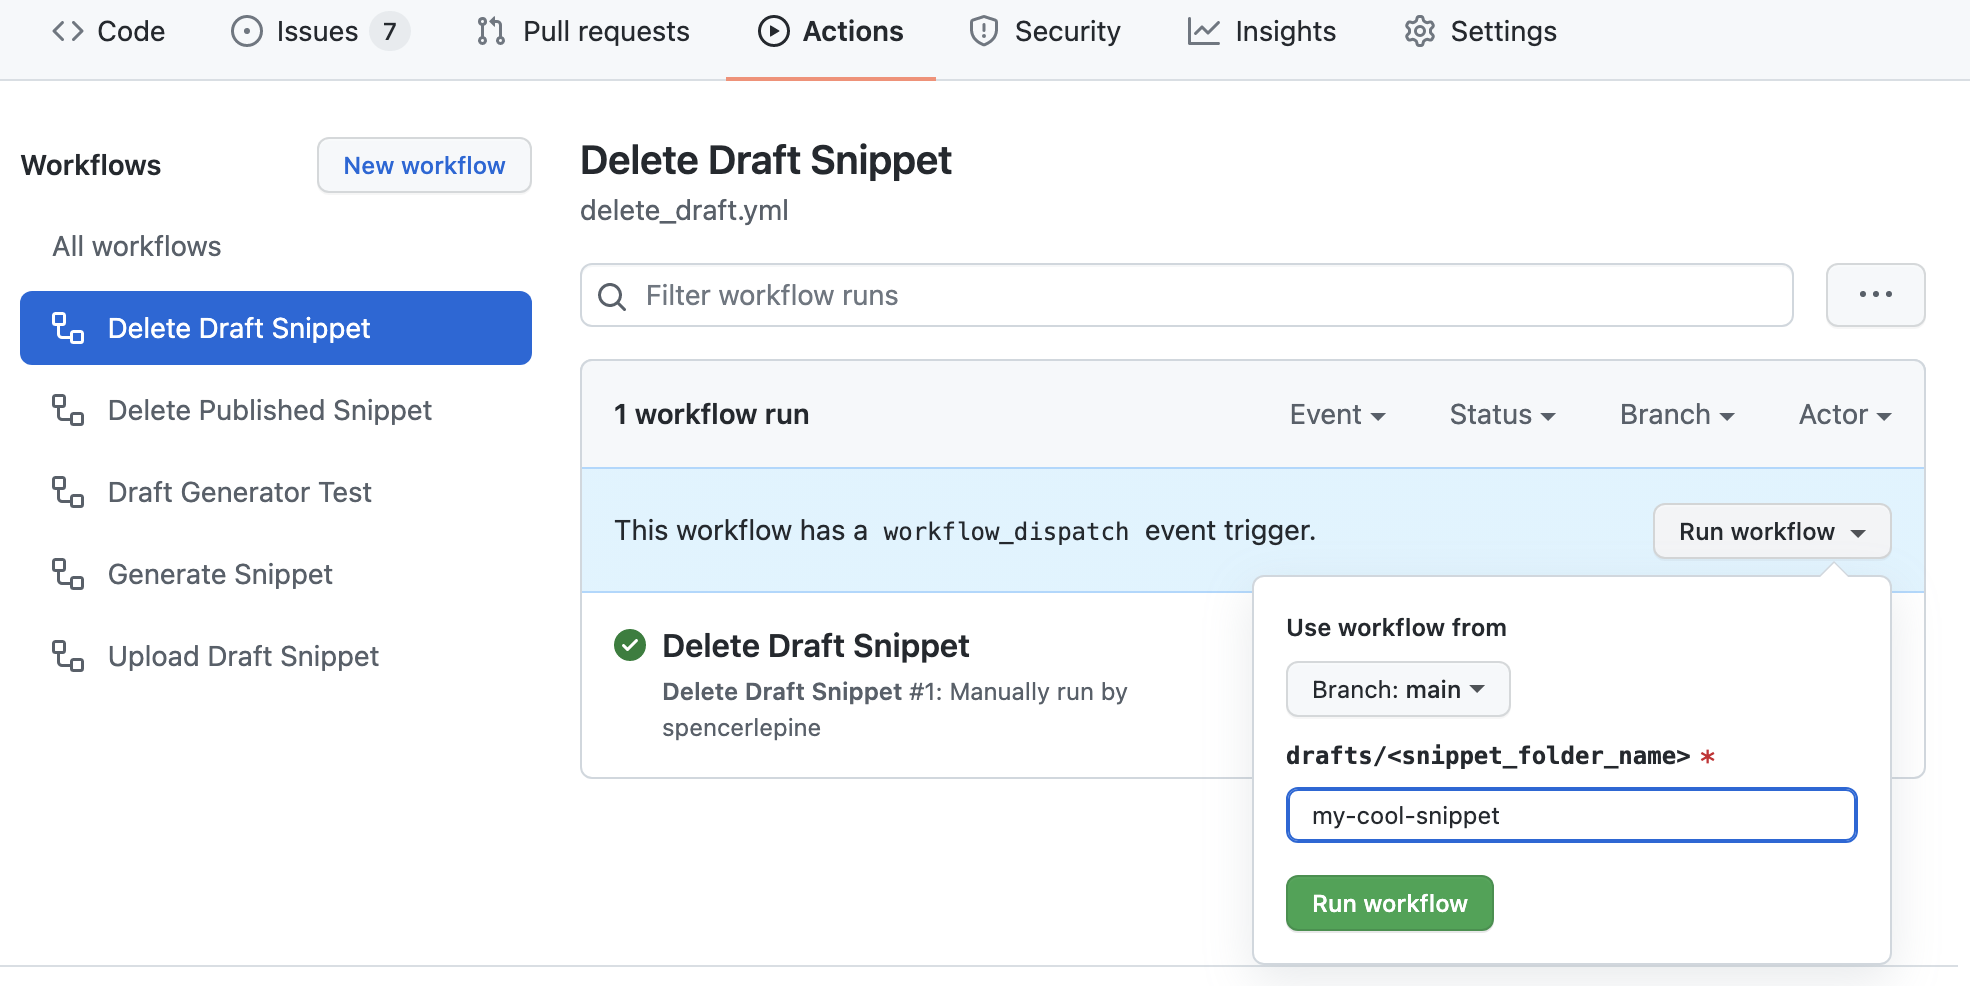 Code Issues 7 Pull requests Actions Security Insights Settings
Workflows
New workflow
All workflows
Delete Draft Snippet
Delete Published Snippet
Draft Generator Test
Generate Snippet
Upload Draft Snippet
Delete Draft Snippet
delete_draft.yml
Filter workflow runs
1 workflow run
Event Status Branch Actor
This workflow has a workflow_dispatch event trigger.
Run workflow
Delete Draft Snippet
Delete Draft Snippet #1: Manually run by
spencerlepine
Use workflow from
Branch: main
drafts/<snippet_folder_name> *
my-cool-snippet
Run workflow